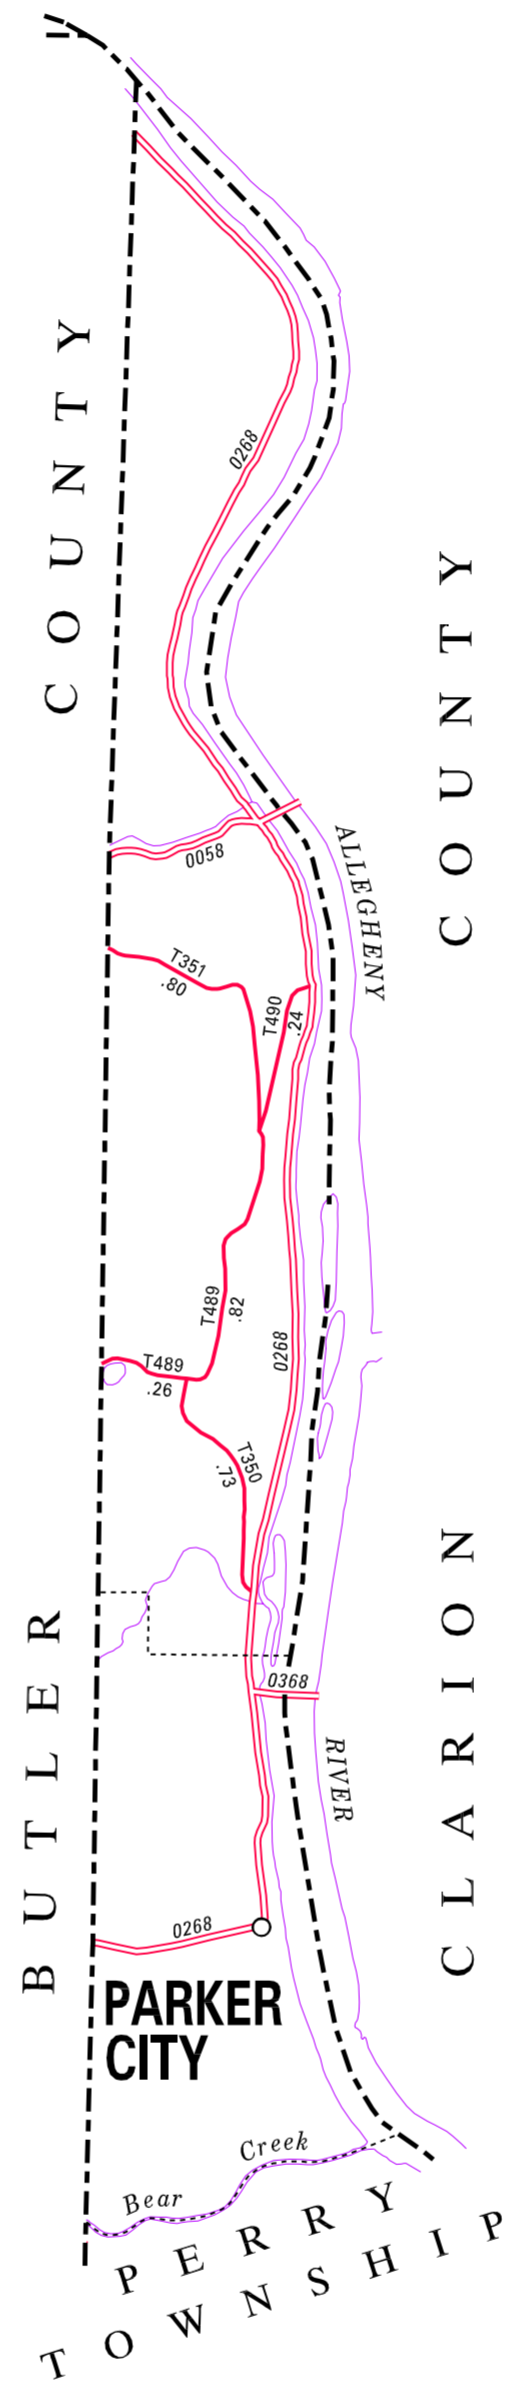 COUNTY
0268
COUNTY
0058
ALLEGHENY
T351
.80
T490
.24
T489
.82
0268
T489
.26
T350
.73
BUTLER
CLARION
0368
RIVER
0268
PARKER
CITY
Bear Creek
PERRY
TOWNSHIP